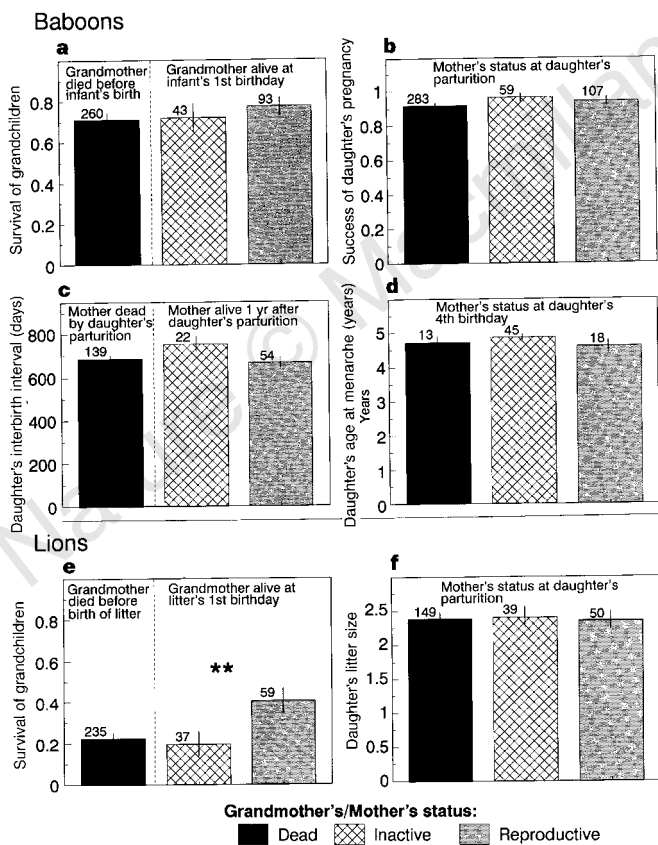 Baboons
a
Survival of grandchildren
Grandmother
died before
infant's birth
Grandmother alive at
infant's 1st birthday
0.8
0.6
0.4
0.2
0
260
43
93
b
Success of daughter's pregnancy
Mother's status at daughter's
parturition
1
0.8
0.6
0.4
0.2
0
283
59
107
c
Daughter's interbirth interval (days)
Mother dead
by daughter's
parturition
Mother alive 1 yr after
daughter's parturition
800
600
400
200
0
139
22
54
d
Daughter's age at menarche (years)
Years
Mother's status at daughter's
4th birthday
5
4
3
2
1
0
13
45
18
Lions
e
Survival of grandchildren
Grandmother
died before
birth of litter
Grandmother alive at
litter's 1st birthday
0.8
0.6
0.4
0.2
0
235
37
59
**
f
Daughter's litter size
Mother's status at daughter's
parturition
2.5
2
1.5
1
0.5
0
149
39
50
Grandmother's/Mother's status:
Dead
Inactive
Reproductive
Nature © Macmillan